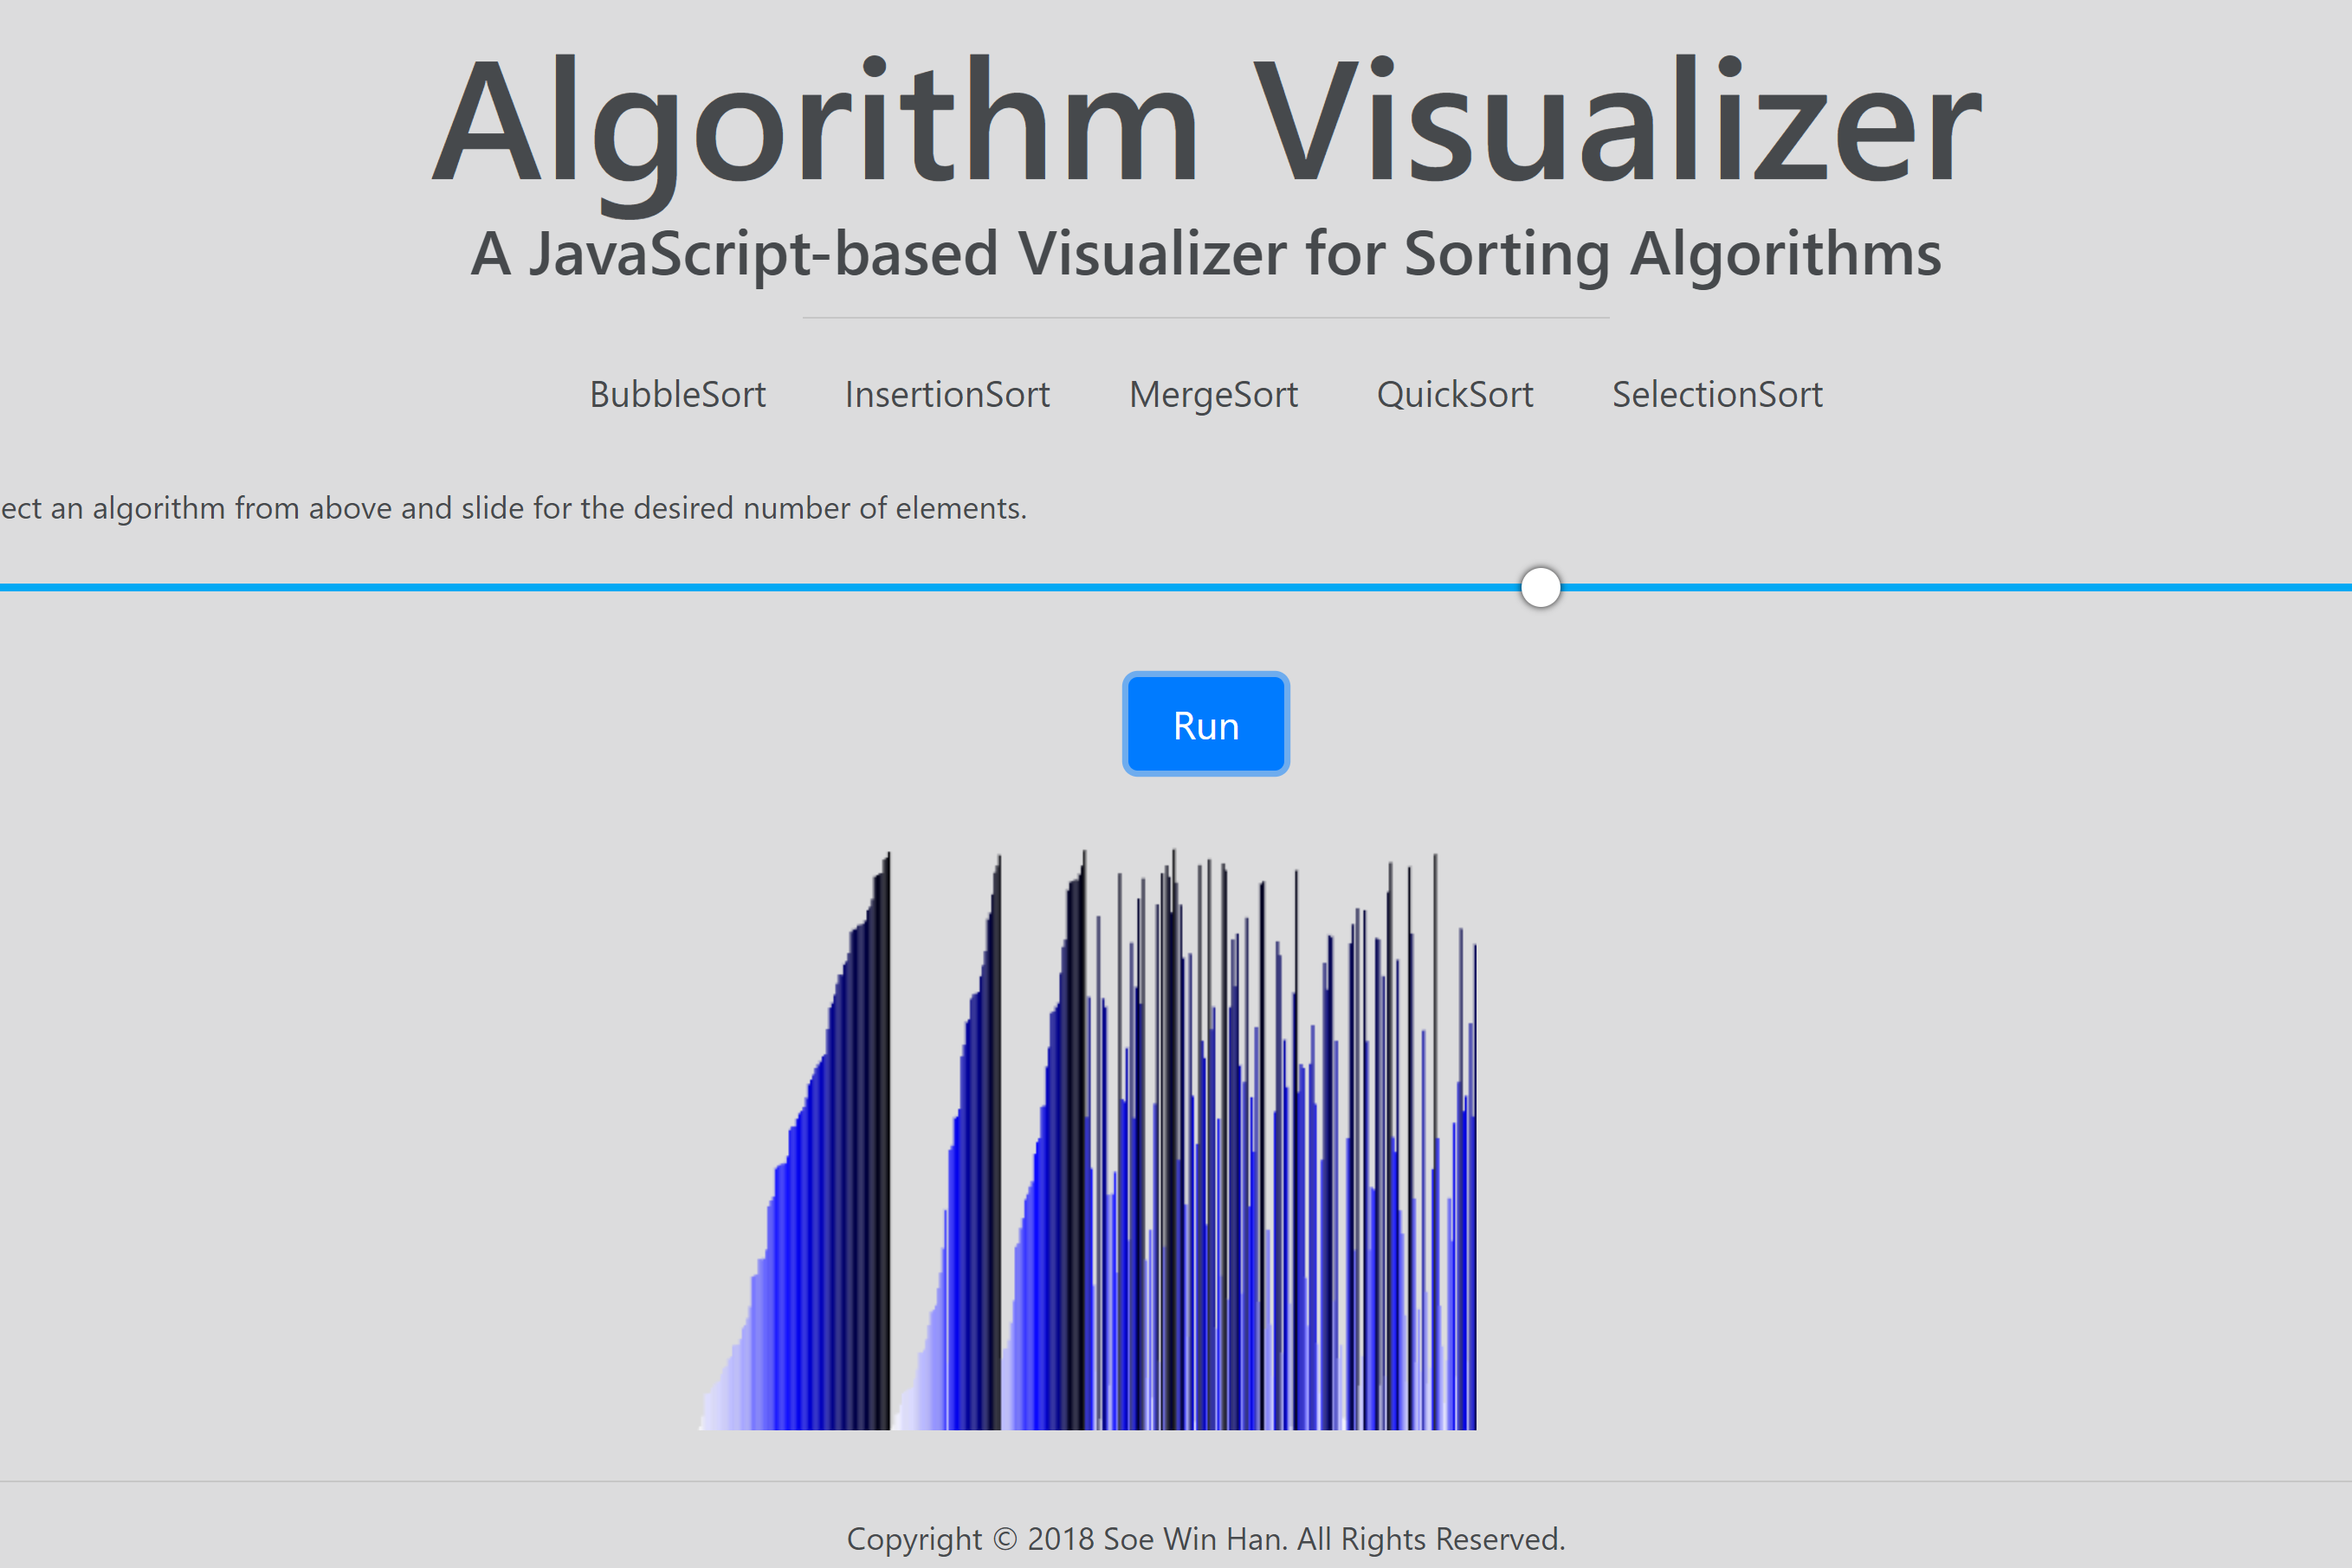 Algorithm Visualizer
A JavaScript-based Visualizer for Sorting Algorithms
BubbleSort InsertionSort MergeSort QuickSort SelectionSort
ect an algorithm from above and slide for the desired number of elements.
Run
Copyright © 2018 Soe Win Han. All Rights Reserved.